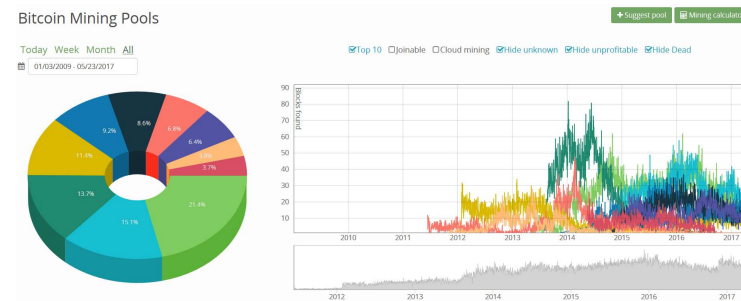 Bitcoin Mining Pools
+ Suggest pool
Mining calculato
Today Week Month All
Top 10 Joinable Cloud mining Hide unknown Hide unprofitable Hide Dead
01/03/2009 - 05/23/2017
8.6%
6.8%
9.2%
6.4%
11.4%
3.7%
13.7%
21.4%
15.1%
Blocks found
90
80
70
60
50
40
30
20
10
2010 2011 2012 2013 2014 2015 2016 2017
2012 2013 2014 2015 2016 2017